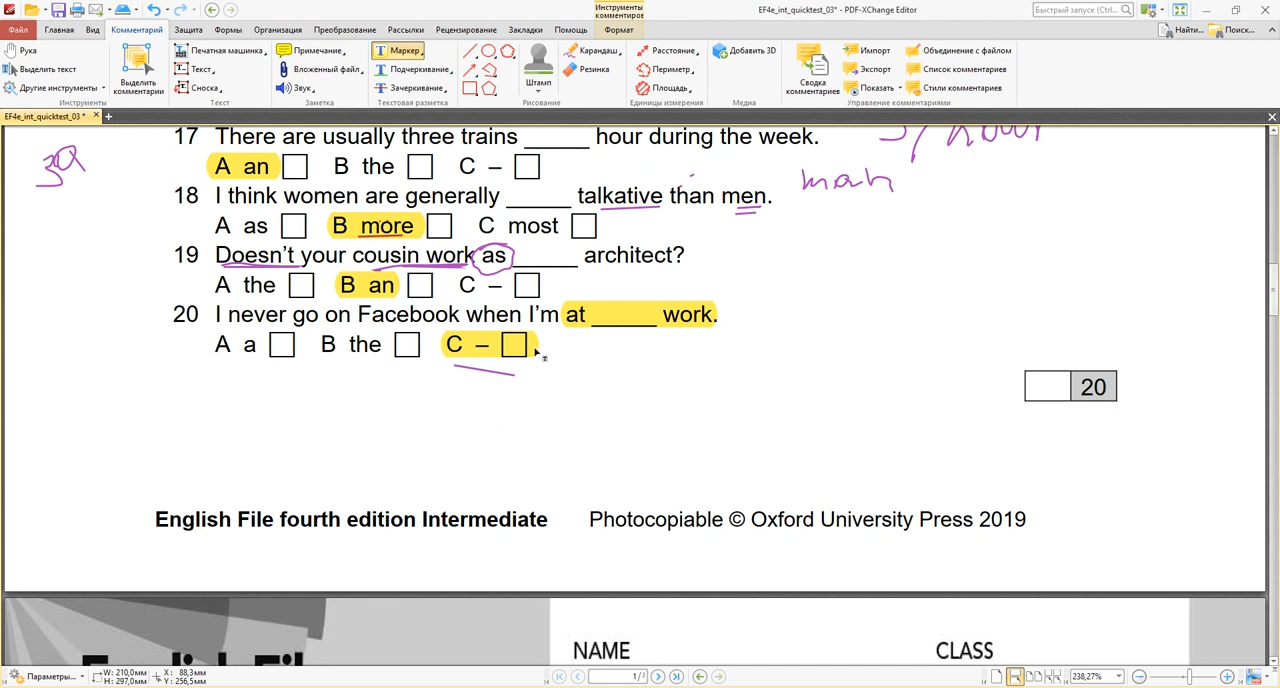 EF4e_int_quicktest_03* - PDF-XChange Editor
Инструменты комментирования
Быстрый запуск (Ctrl+.)
Файл Главная Вид Комментарий Защита Формы Организация Преобразование Рассылки Рецензирование Закладки Помощь Формат Найти... Поиск...
Рука
Выделить текст
Другие инструменты
Инструменты
Выделить комментарии
Печатная машинка
Текст
Сноска
Текст
Примечание
Вложенный файл
Звук
Заметка
Маркер
Подчеркивание
Зачеркивание
Текстовая разметка
Штамп
Карандаш
Резинка
Рисование
Расстояние
Периметр
Площадь
Единицы измерения
Добавить 3D
Медиа
Сводка комментариев
Импорт
Экспорт
Показать
Объединение с файлом
Список комментариев
Стили комментариев
Управление комментариями
EF4e_int_quicktest_03 *
17 There are usually three trains _____ hour during the week.
A an B the C –
18 I think women are generally _____ talkative than men.
man
A as B more C most
19 Doesn't your cousin work as _____ architect?
A the B an C –
20 I never go on Facebook when I'm at _____ work.
A a B the C –
20
English File fourth edition Intermediate Photocopiable © Oxford University Press 2019
NAME CLASS
English File
Параметры... W: 210,0мм X: 88,3мм
H: 297,0мм Y: 256,5мм
238,27%